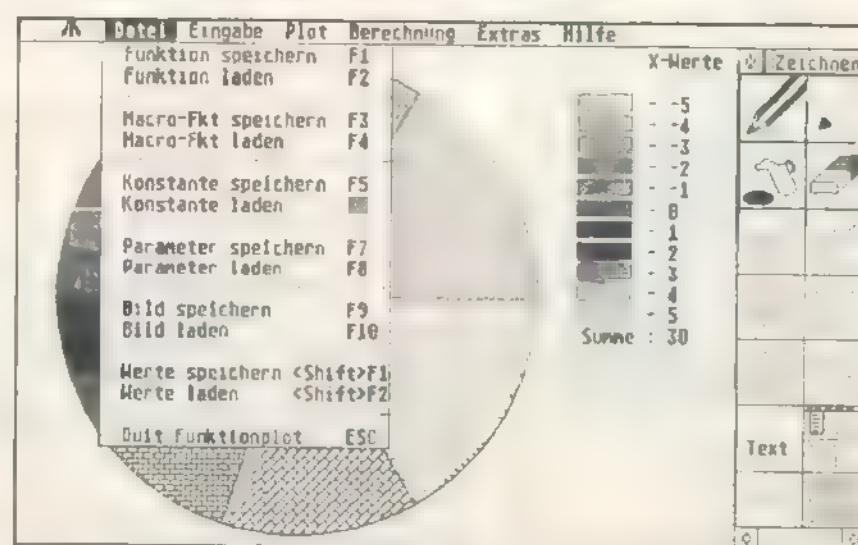 Datei Eingabe Plot Berechnung Extras Hilfe
Funktion speichern F1
Funktion laden F2
Macro-Fkt speichern F3
Macro-Fkt laden F4
Konstante speichern F5
Konstante laden
Parameter speichern F7
Parameter laden F8
Bild speichern F9
Bild laden F10
Werte speichern <Shift>F1
Werte laden <Shift>F2
Quit Funktionplot ESC
X-Werte
- -5
- -4
- -3
- -2
- -1
- 0
- 1
- 2
- 3
- 4
- 5
Summe : 30
Zeichnen
Text